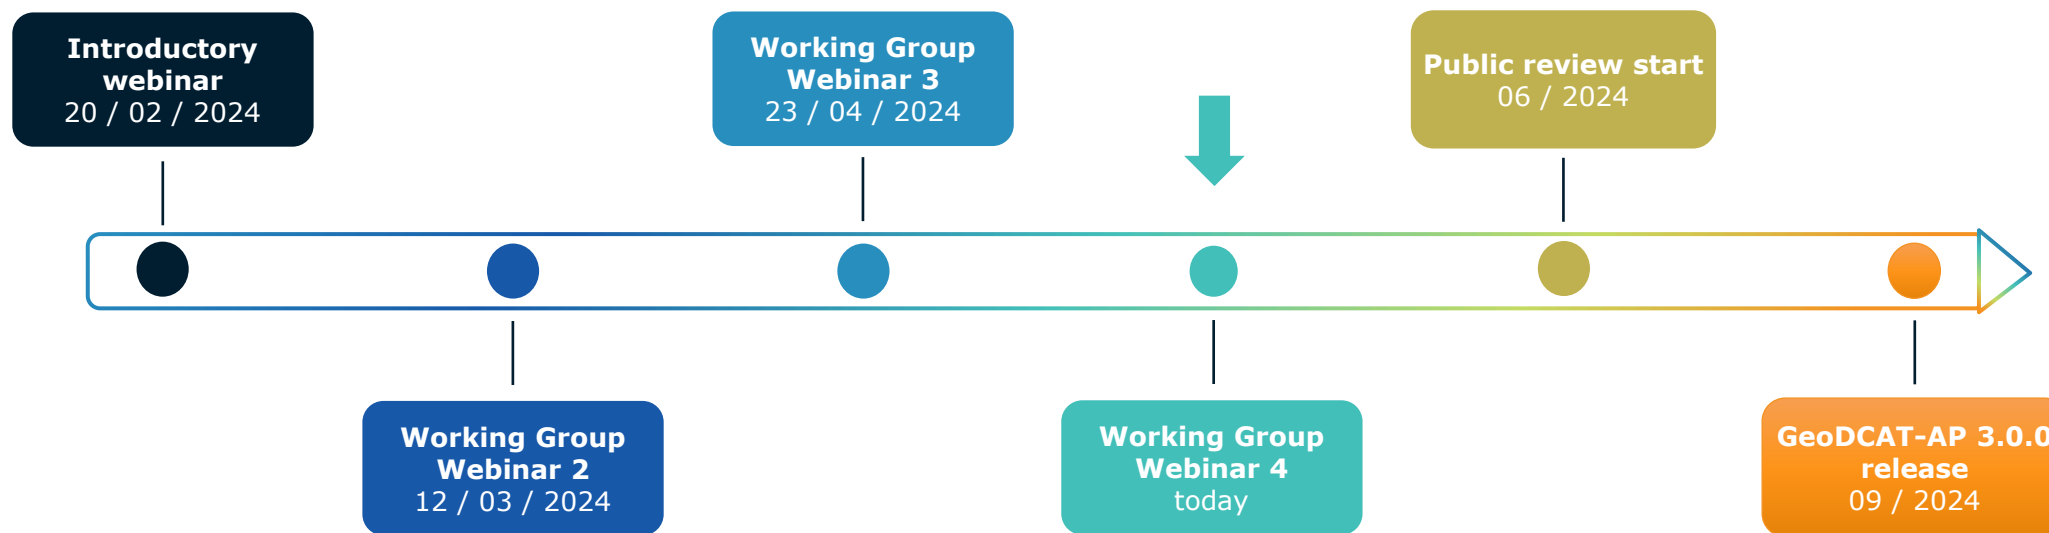 Introductory
webinar
20 / 02 / 2024
Working Group
Webinar 3
23 / 04 / 2024
Public review start
06 / 2024
Working Group
Webinar 2
12 / 03 / 2024
Working Group
Webinar 4
today
GeoDCAT-AP 3.0.0
release
09 / 2024